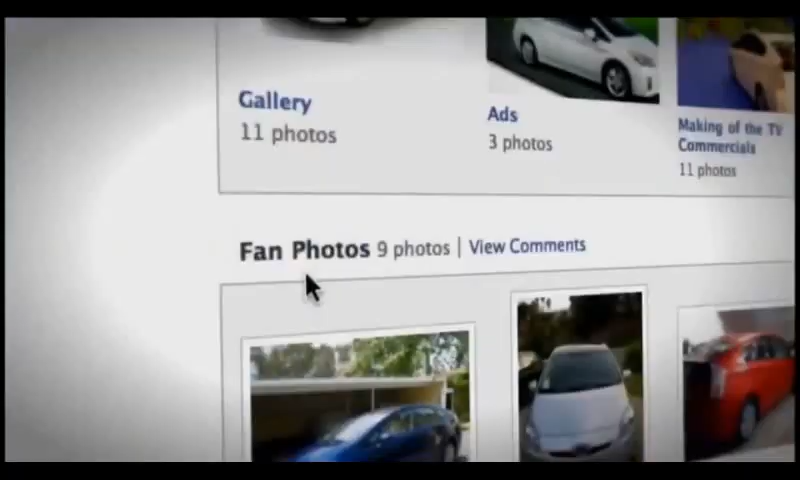 Gallery
11 photos
Ads
3 photos
Making of the TV
Commercials
11 photos
Fan Photos 9 photos | View Comments